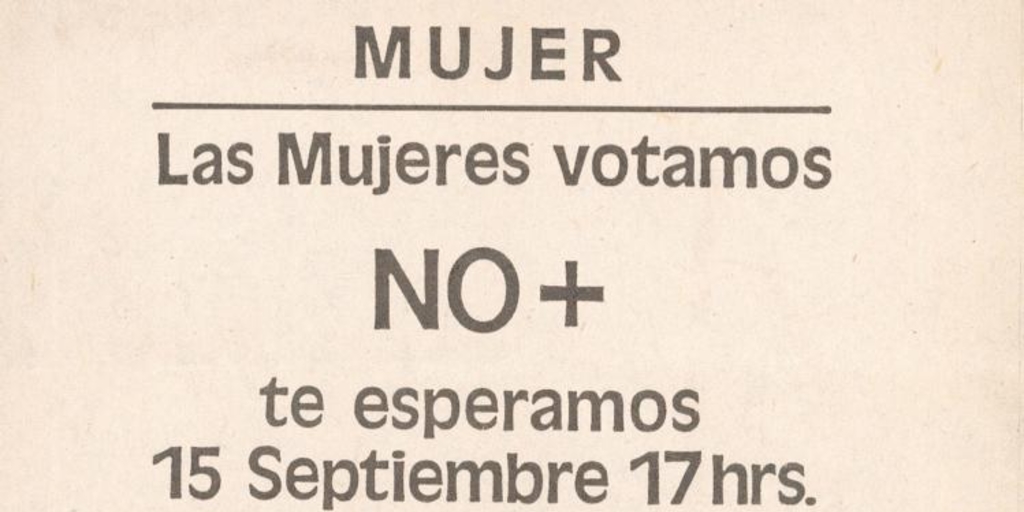 MUJER
Las Mujeres votamos
NO+
te esperamos
15 Septiembre 17hrs.